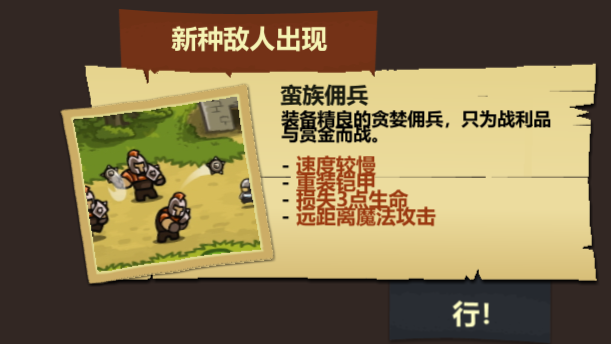 新种敌人出现
蛮族佣兵
装备精良的贪婪佣兵，只为战利品
与赏金而战。
- 速度较慢
- 重装铠甲
- 损失3点生命
- 远距离魔法攻击
行!